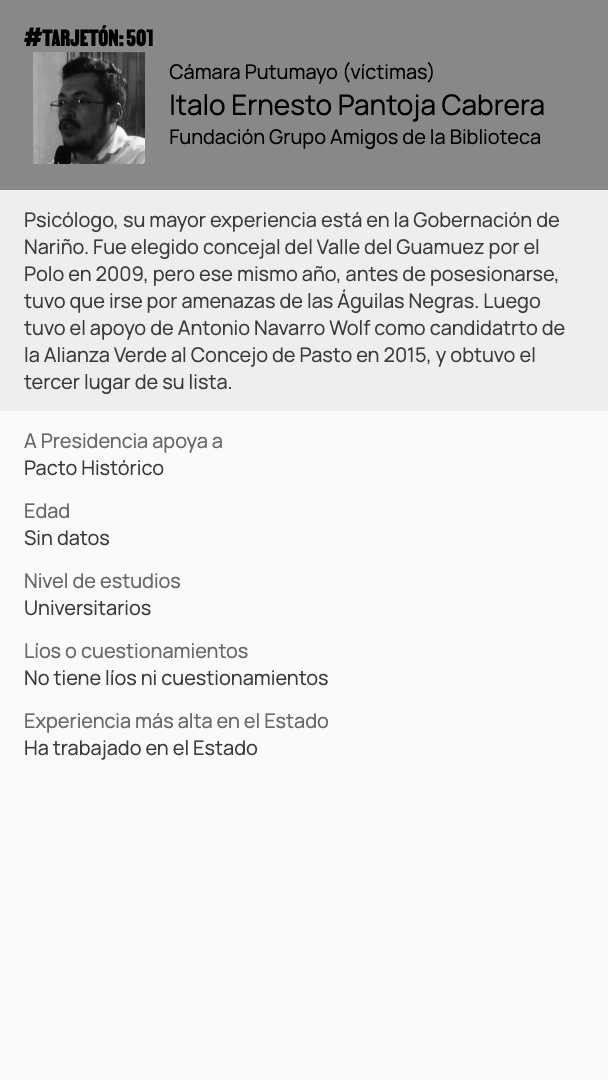 #TARJETÓN: 501
Cámara Putumayo (víctimas)
Italo Ernesto Pantoja Cabrera
Fundación Grupo Amigos de la Biblioteca
Psicólogo, su mayor experiencia está en la Gobernación de
Nariño. Fue elegido concejal del Valle del Guamuez por el
Polo en 2009, pero ese mismo año, antes de posesionarse,
tuvo que irse por amenazas de las Águilas Negras. Luego
tuvo el apoyo de Antonio Navarro Wolf como candidatrto de
la Alianza Verde al Concejo de Pasto en 2015, y obtuvo el
tercer lugar de su lista.
A Presidencia apoya a
Pacto Histórico
Edad
Sin datos
Nivel de estudios
Universitarios
Líos o cuestionamientos
No tiene líos ni cuestionamientos
Experiencia más alta en el Estado
Ha trabajado en el Estado